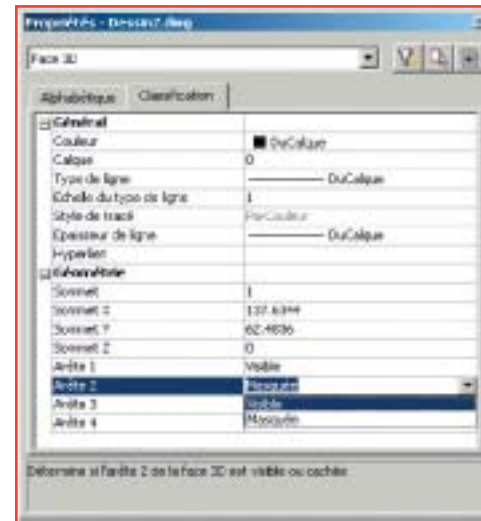 Propriétés - Dessin2.dwg
Face 3D
Alphabétique Classification
Général
Couleur DuCalque
Calque 0
Type de ligne DuCalque
Echelle du type de ligne 1
Style de tracé ParCouleur
Epaisseur de ligne DuCalque
Hyperlien
Géométrie
Sommet 1
Sommet X 137.6344
Sommet Y 62.4836
Sommet Z 0
Arête 1 Visible
Arête 2 Masquée
Arête 3 Visible
Arête 4 Masquée
Détermine si l'arête 2 de la face 3D est visible ou cachée